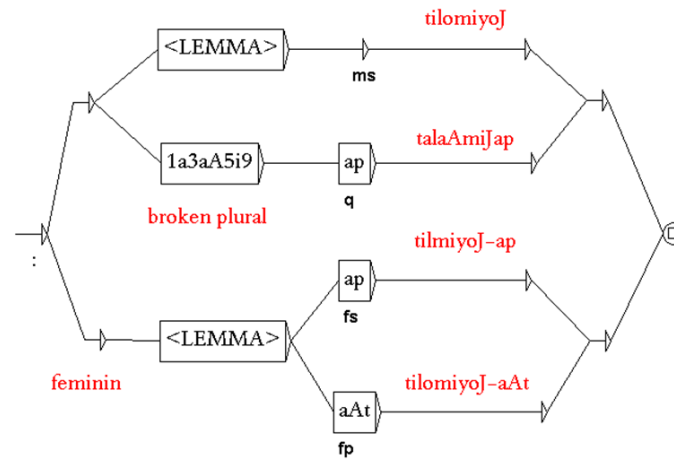 tilomiyoJ
<LEMMA>
ms
talaAmiJap
1a3aA5i9
ap
q
broken plural
:
tilmiyoJ-ap
ap
fs
<LEMMA>
feminin
tilomiyoJ-aAt
aAt
fp